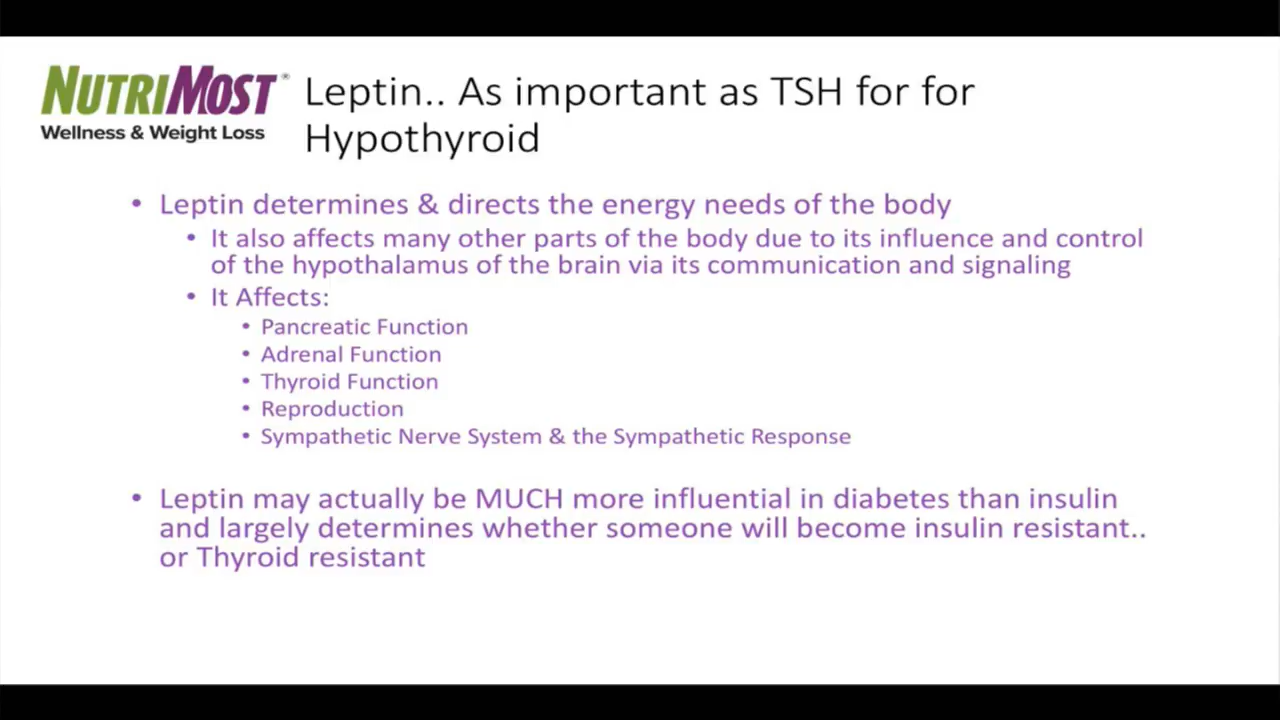 NUTRIMOST®
Wellness & Weight Loss
Leptin.. As important as TSH for for
Hypothyroid
• Leptin determines & directs the energy needs of the body
• It also affects many other parts of the body due to its influence and control
of the hypothalamus of the brain via its communication and signaling
• It Affects:
• Pancreatic Function
• Adrenal Function
• Thyroid Function
• Reproduction
• Sympathetic Nerve System & the Sympathetic Response
• Leptin may actually be MUCH more influential in diabetes than insulin
and largely determines whether someone will become insulin resistant..
or Thyroid resistant